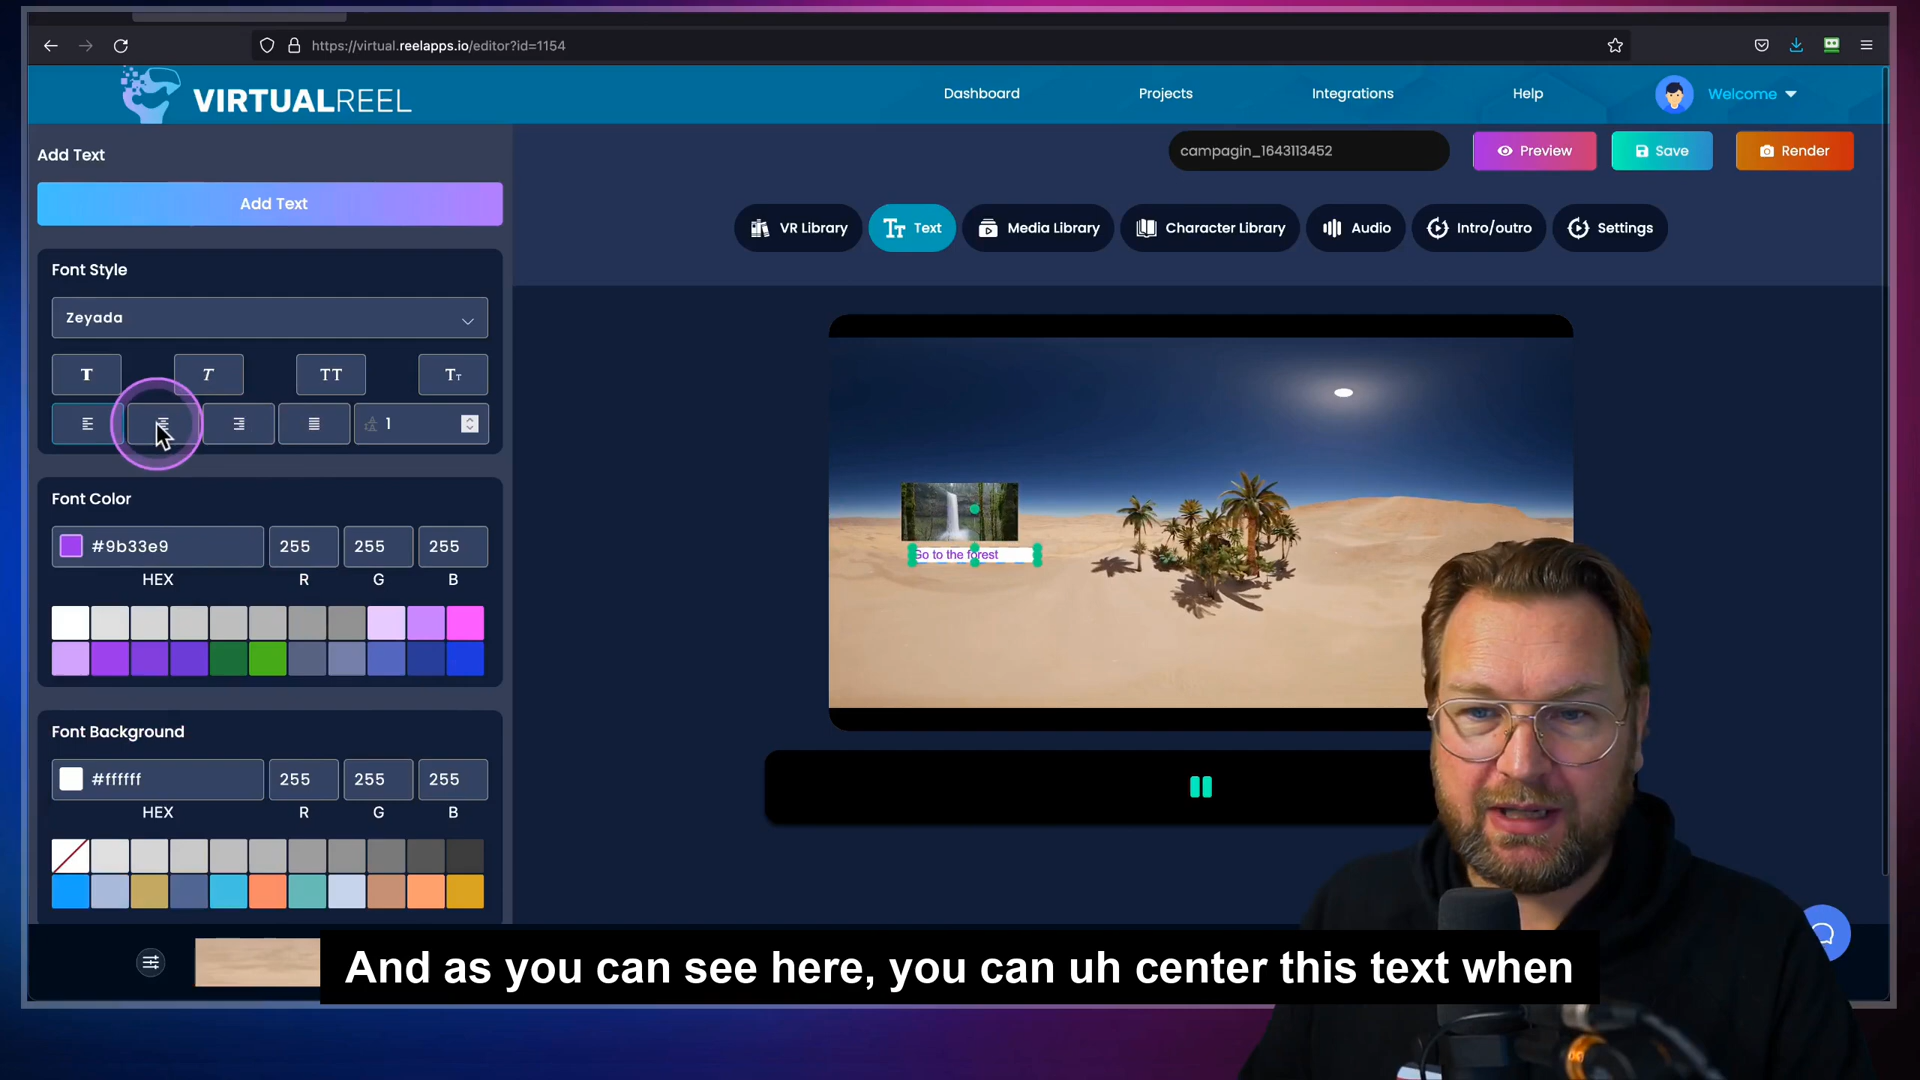 https://virtual.reelapps.io/editor?id=1154
VIRTUALREEL
Dashboard
Projects
Integrations
Help
Welcome
Add Text
campagin_1643113452
Preview
Save
Render
Add Text
VR Library
Text
Media Library
Character Library
Audio
Intro/outro
Settings
Font Style
Zeyada
T
T
TT
TT
1
Go to the forest
Font Color
#9b33e9
255
255
255
HEX
R
G
B
Font Background
#ffffff
255
255
255
HEX
R
G
B
And as you can see here, you can uh center this text when